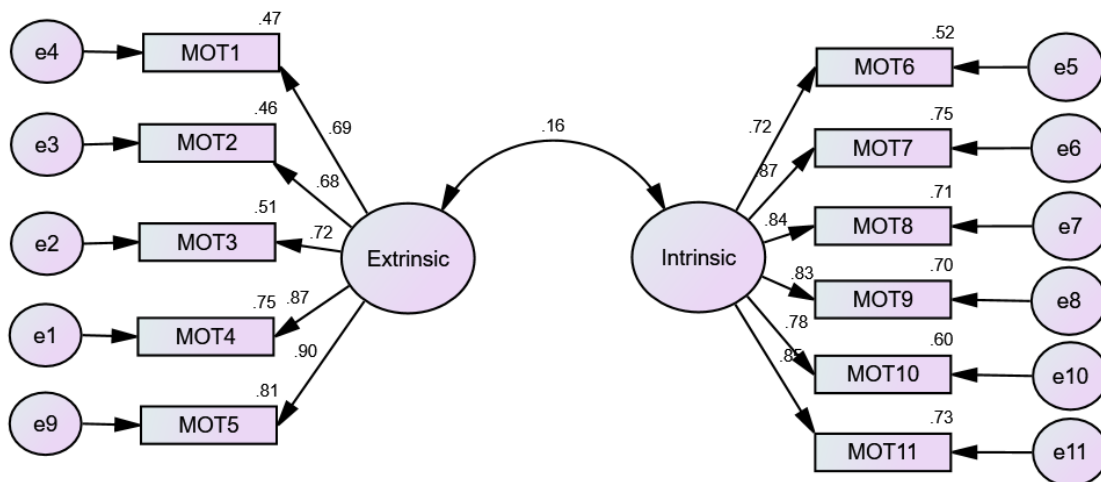 e4
.47
MOT1
.69
e3
.46
MOT2
.68
e2
.51
MOT3
.72
e1
.75
MOT4
.87
e9
.81
MOT5
.90
Extrinsic
.16
Intrinsic
.52
MOT6
e5
.72
.75
MOT7
e6
.87
.71
MOT8
e7
.84
.70
MOT9
e8
.83
.60
MOT10
e10
.78
.73
MOT11
e11
.85